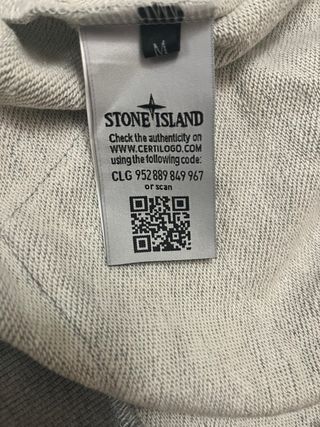 M
STONE ISLAND
Check the authenticity on
WWW.CERTILOGO.COM
using the following code:
CLG 952 889 849 967
or scan